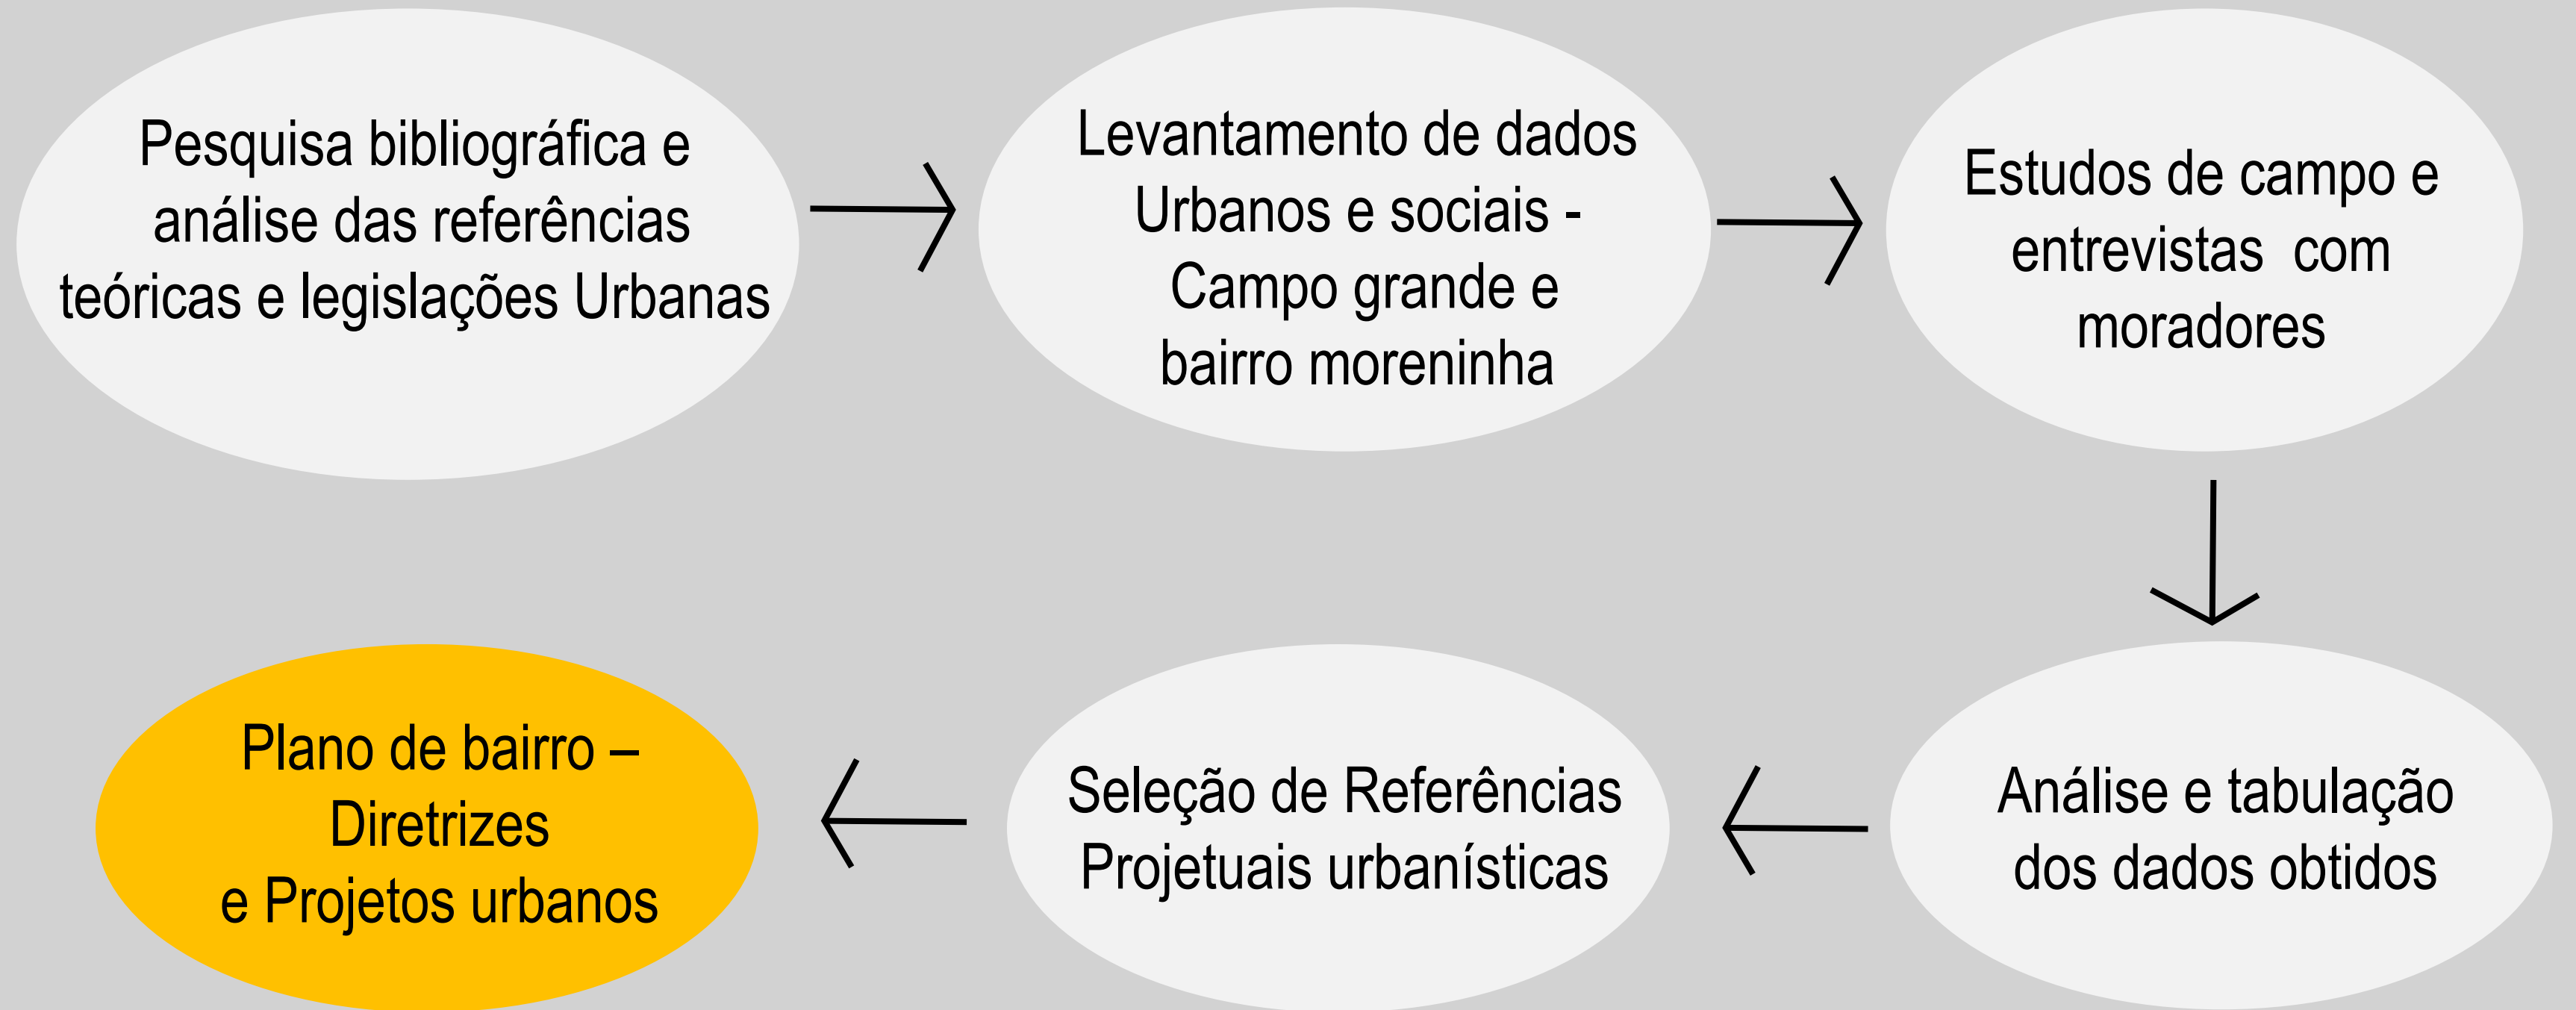 Pesquisa bibliográfica e
análise das referências
teóricas e legislações Urbanas
Levantamento de dados
Urbanos e sociais -
Campo grande e
bairro moreninha
Estudos de campo e
entrevistas  com
moradores
Análise e tabulação
dos dados obtidos
Seleção de Referências
Projetuais urbanísticas
Plano de bairro –
Diretrizes
e Projetos urbanos